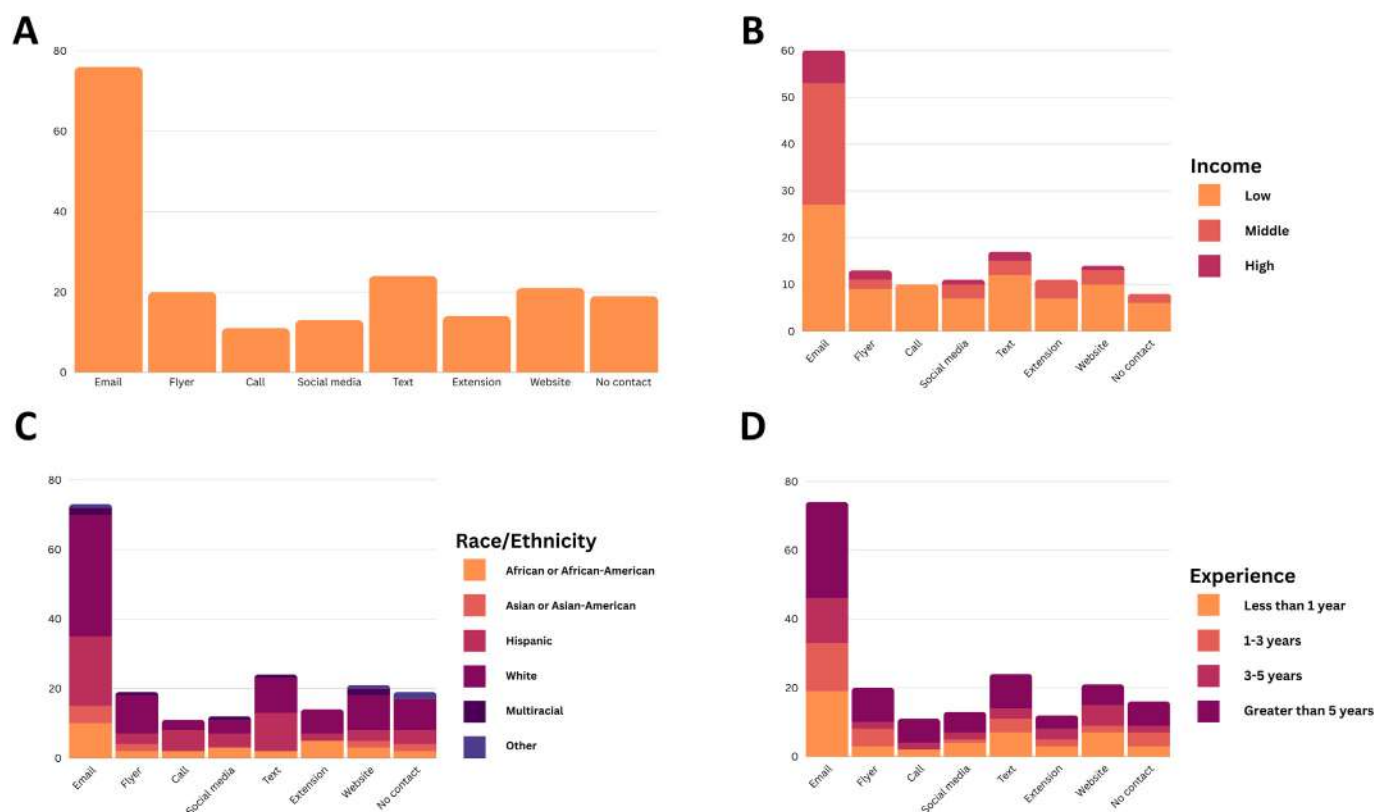 A
80
60
40
20
0
Email Flyer Call Social media Text Extension Website No contact
B
60
50
40
30
20
10
0
Email Flyer Call Social media Text Extension Website No contact
Income
Low
Middle
High
C
80
60
40
20
0
Email Flyer Call Social media Text Extension Website No contact
Race/Ethnicity
African or African-American
Asian or Asian-American
Hispanic
White
Multiracial
Other
D
80
60
40
20
0
Email Flyer Call Social media Text Extension Website No contact
Experience
Less than 1 year
1-3 years
3-5 years
Greater than 5 years